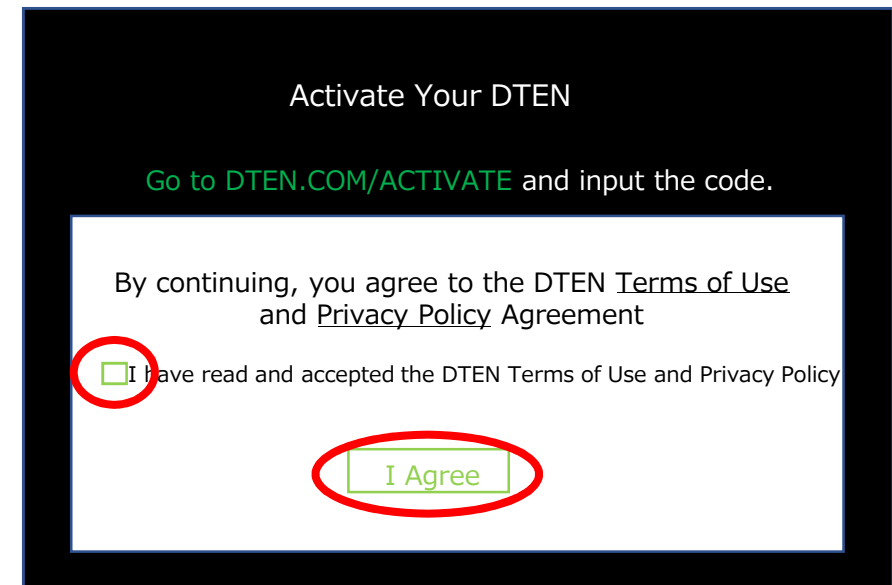 Activate Your DTEN
Go to DTEN.COM/ACTIVATE and input the code.
By continuing, you agree to the DTEN Terms of Use
and Privacy Policy Agreement
I have read and accepted the DTEN Terms of Use and Privacy Policy
I Agree